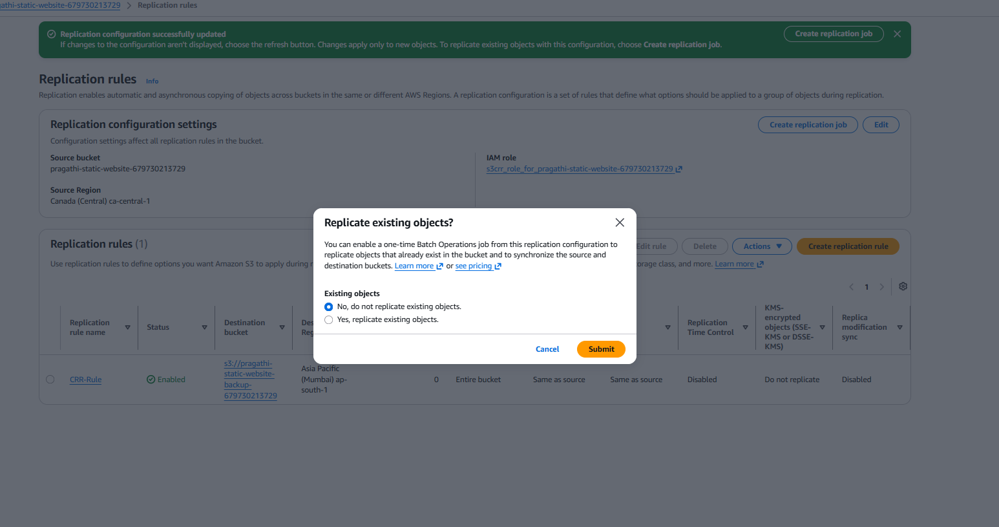 gathi-static-website-679730213729 > Replication rules
Replication configuration successfully updated
If changes to the configuration aren't displayed, choose the refresh button. Changes apply only to new objects. To replicate existing objects with this configuration, choose Create replication job.
Create replication job
Replication rules Info
Replication enables automatic and asynchronous copying of objects across buckets in the same or different AWS Regions. A replication configuration is a set of rules that define what options should be applied to a group of objects during replication.
Replication configuration settings
Create replication job Edit
Configuration settings affect all replication rules in the bucket.
Source bucket
pragathi-static-website-679730213729
Source Region
Canada (Central) ca-central-1
IAM role
s3crr_role_for_pragathi-static-website-679730213729
Replication rules (1)
Edit rule Delete Actions Create replication rule
Use replication rules to define options you want Amazon S3 to apply during r
orage class, and more. Learn more
1
Replication
rule name
Status
Destination
bucket
Des
Reg
Replication
Time Control
KMS-
encrypted
objects (SSE-
KMS or DSSE-
KMS)
Replica
modification
sync
CRR-Rule
Enabled
s3://pragathi-
static-website-
backup-
679730213729
Asia Pacific
(Mumbai) ap-
south-1
0
Entire bucket
Same as source
Same as source
Disabled
Do not replicate
Disabled
Replicate existing objects?
You can enable a one-time Batch Operations job from this replication configuration to
replicate objects that already exist in the bucket and to synchronize the source and
destination buckets. Learn more or see pricing
Existing objects
No, do not replicate existing objects.
Yes, replicate existing objects.
Cancel Submit